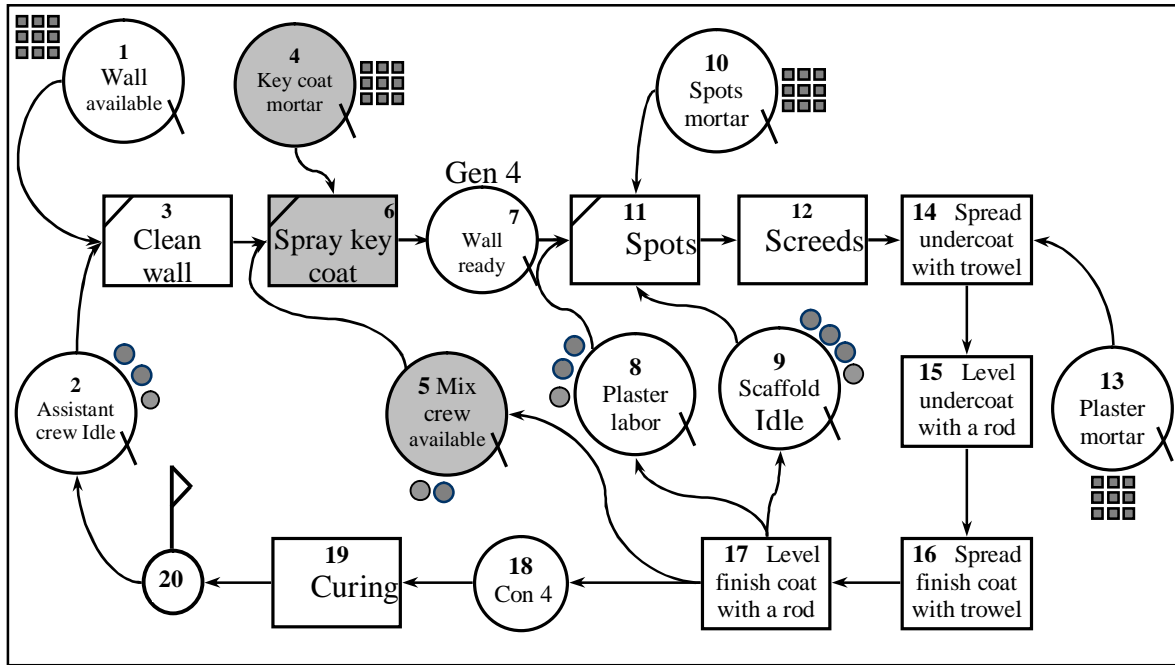 1
Wall
available
4
Key coat
mortar
10
Spots
mortar
Gen 4
3
Clean
wall
6
Spray key
coat
7
Wall
ready
11
Spots
12
Screeds
14 Spread
undercoat
with trowel
2
Assistant
crew Idle
5 Mix
crew
available
8
Plaster
labor
9
Scaffold
Idle
15 Level
undercoat
with a rod
13
Plaster
mortar
20
19
Curing
18
Con 4
17 Level
finish coat
with a rod
16 Spread
finish coat
with trowel